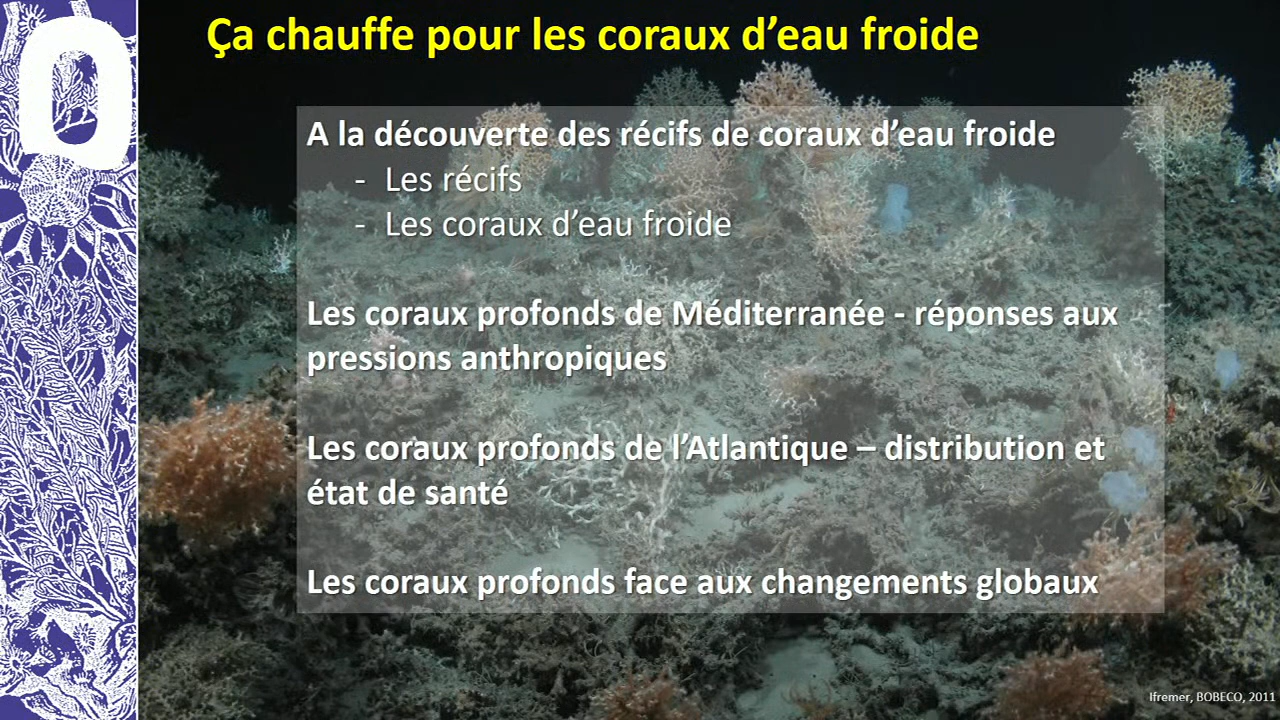 Ça chauffe pour les coraux d’eau froide
A la découverte des récifs de coraux d’eau froide
- Les récifs
- Les coraux d’eau froide
Les coraux profonds de Méditerranée - réponses aux
pressions anthropiques
Les coraux profonds de l’Atlantique – distribution et
état de santé
Les coraux profonds face aux changements globaux
Ifremer, BOBECO, 2011